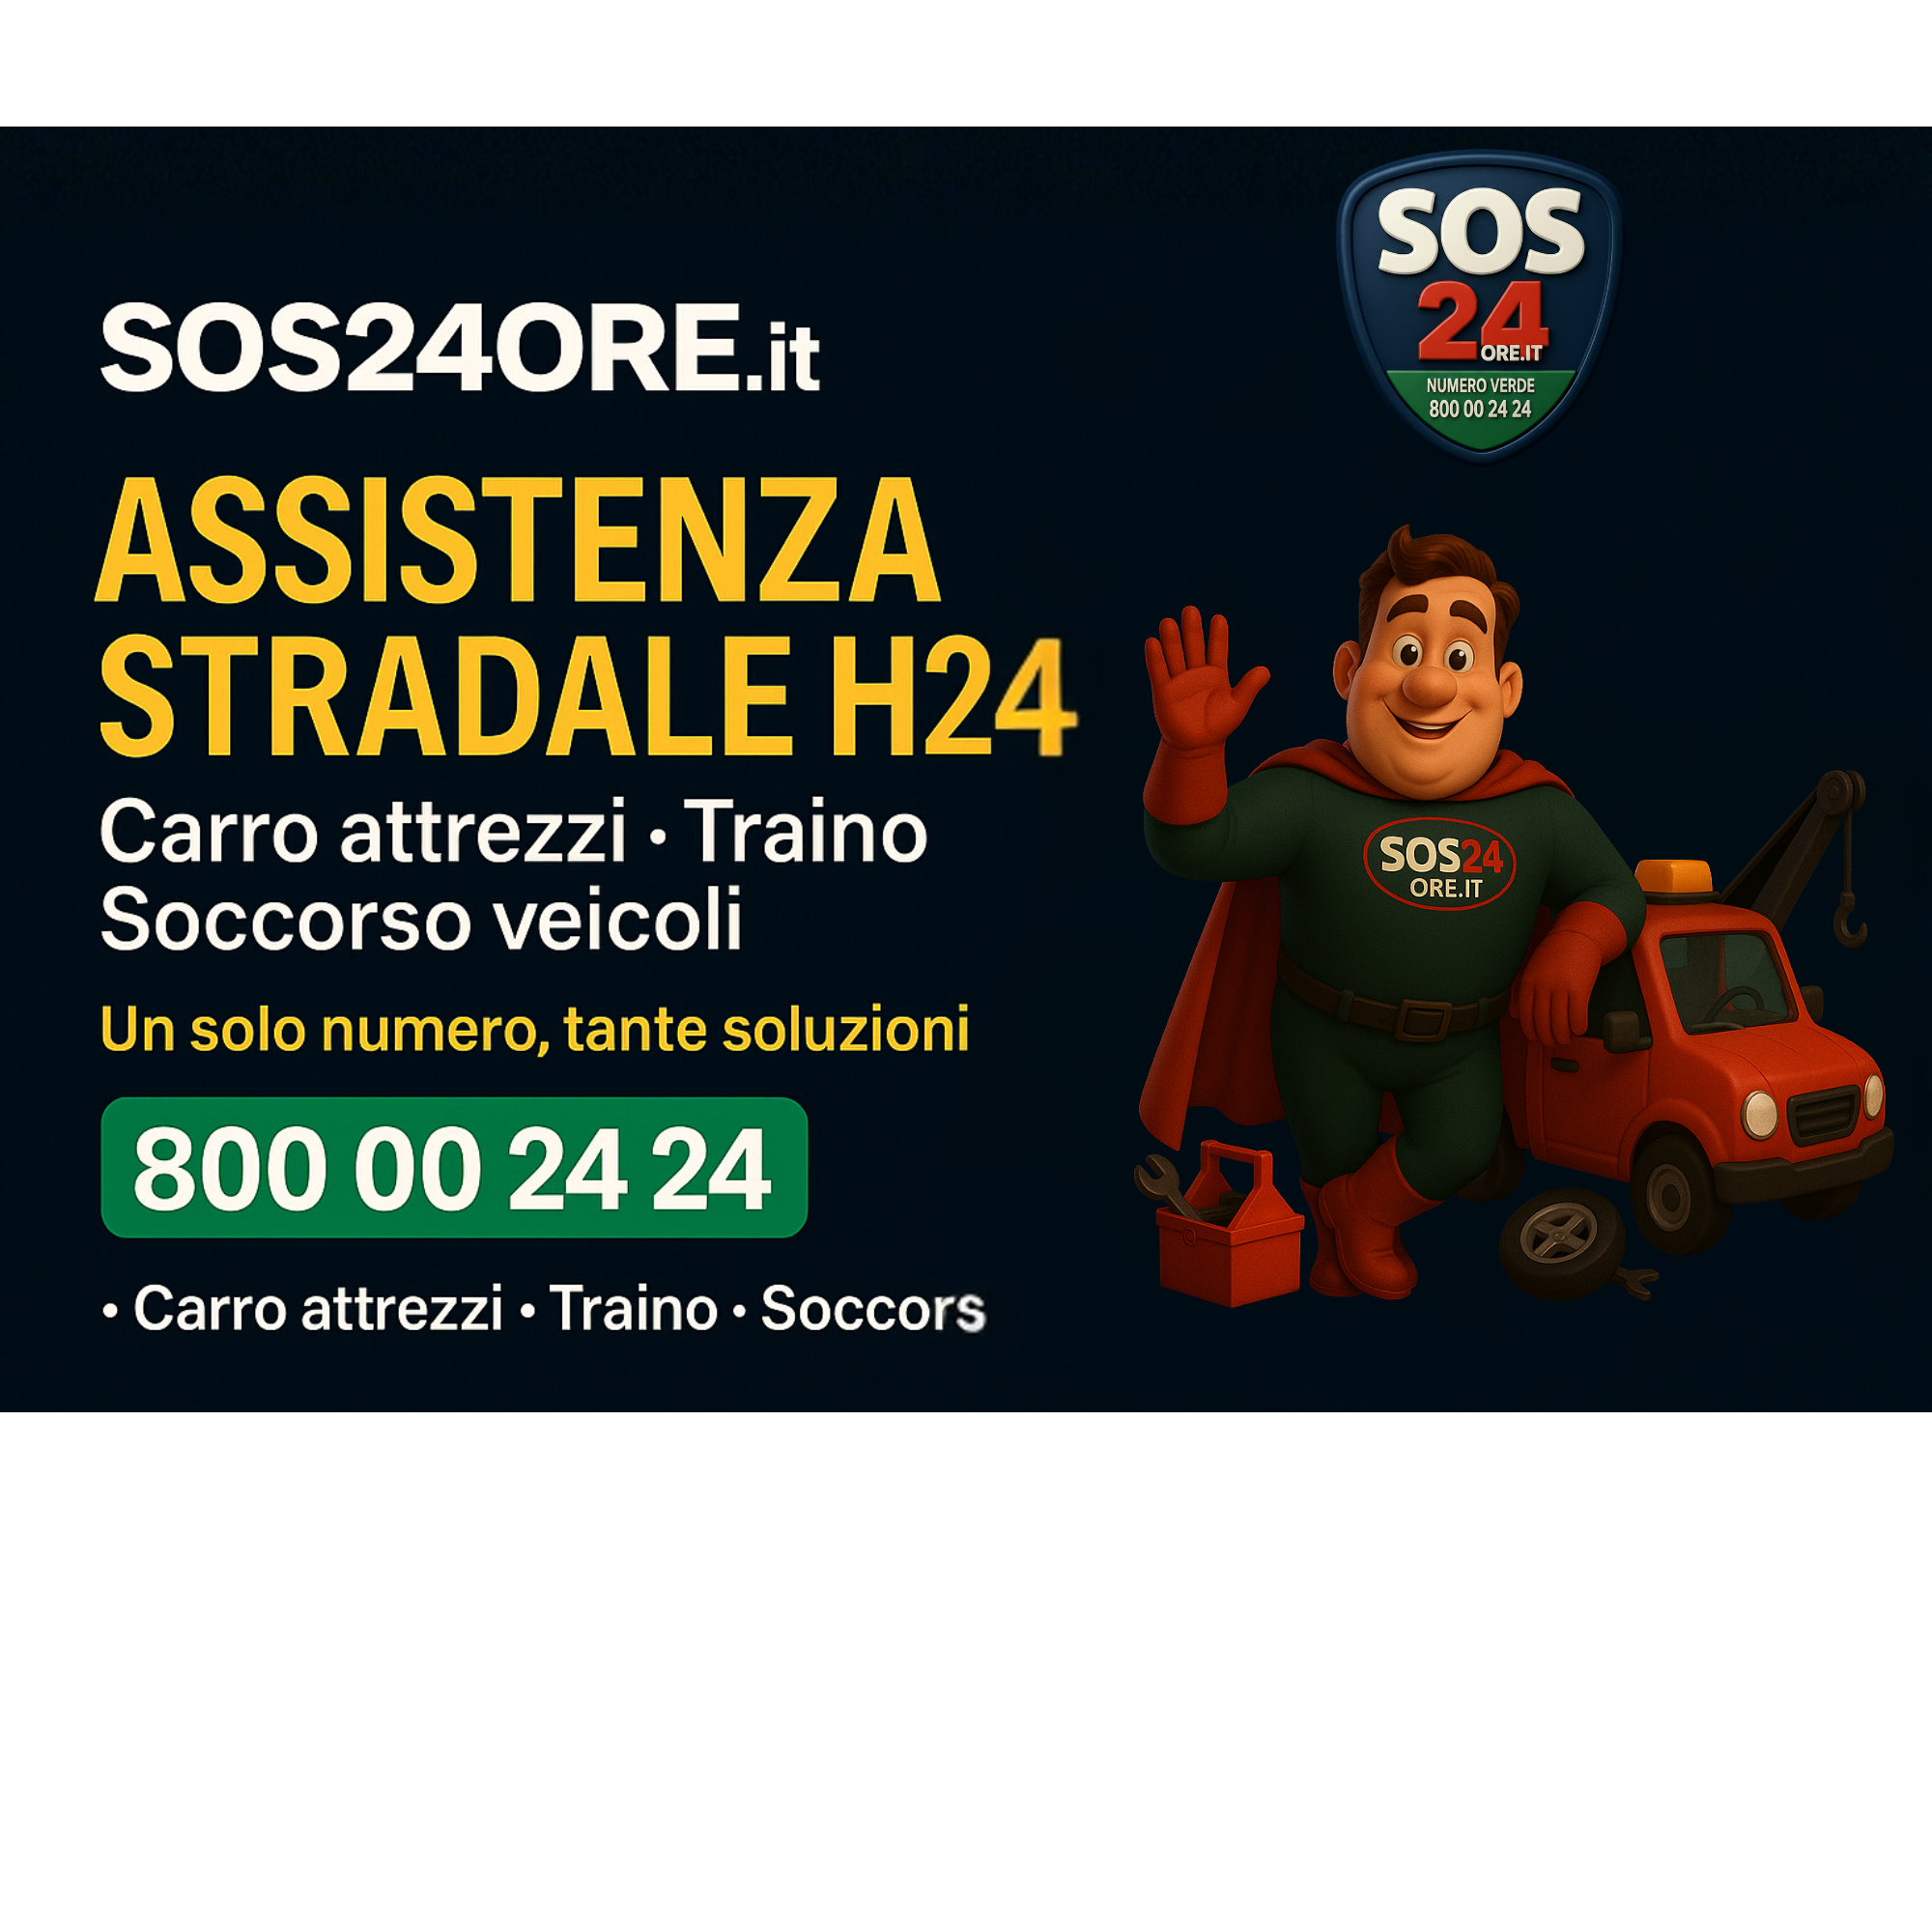 SOS24ORE.it
ASSISTENZA
STRADALE H24
Carro attrezzi • Traino
Soccorso veicoli
Un solo numero, tante soluzioni
800 00 24 24
• Carro attrezzi • Traino • Soccors
SOS
24
ORE.IT
NUMERO VERDE
800 00 24 24
SOS24
ORE.IT